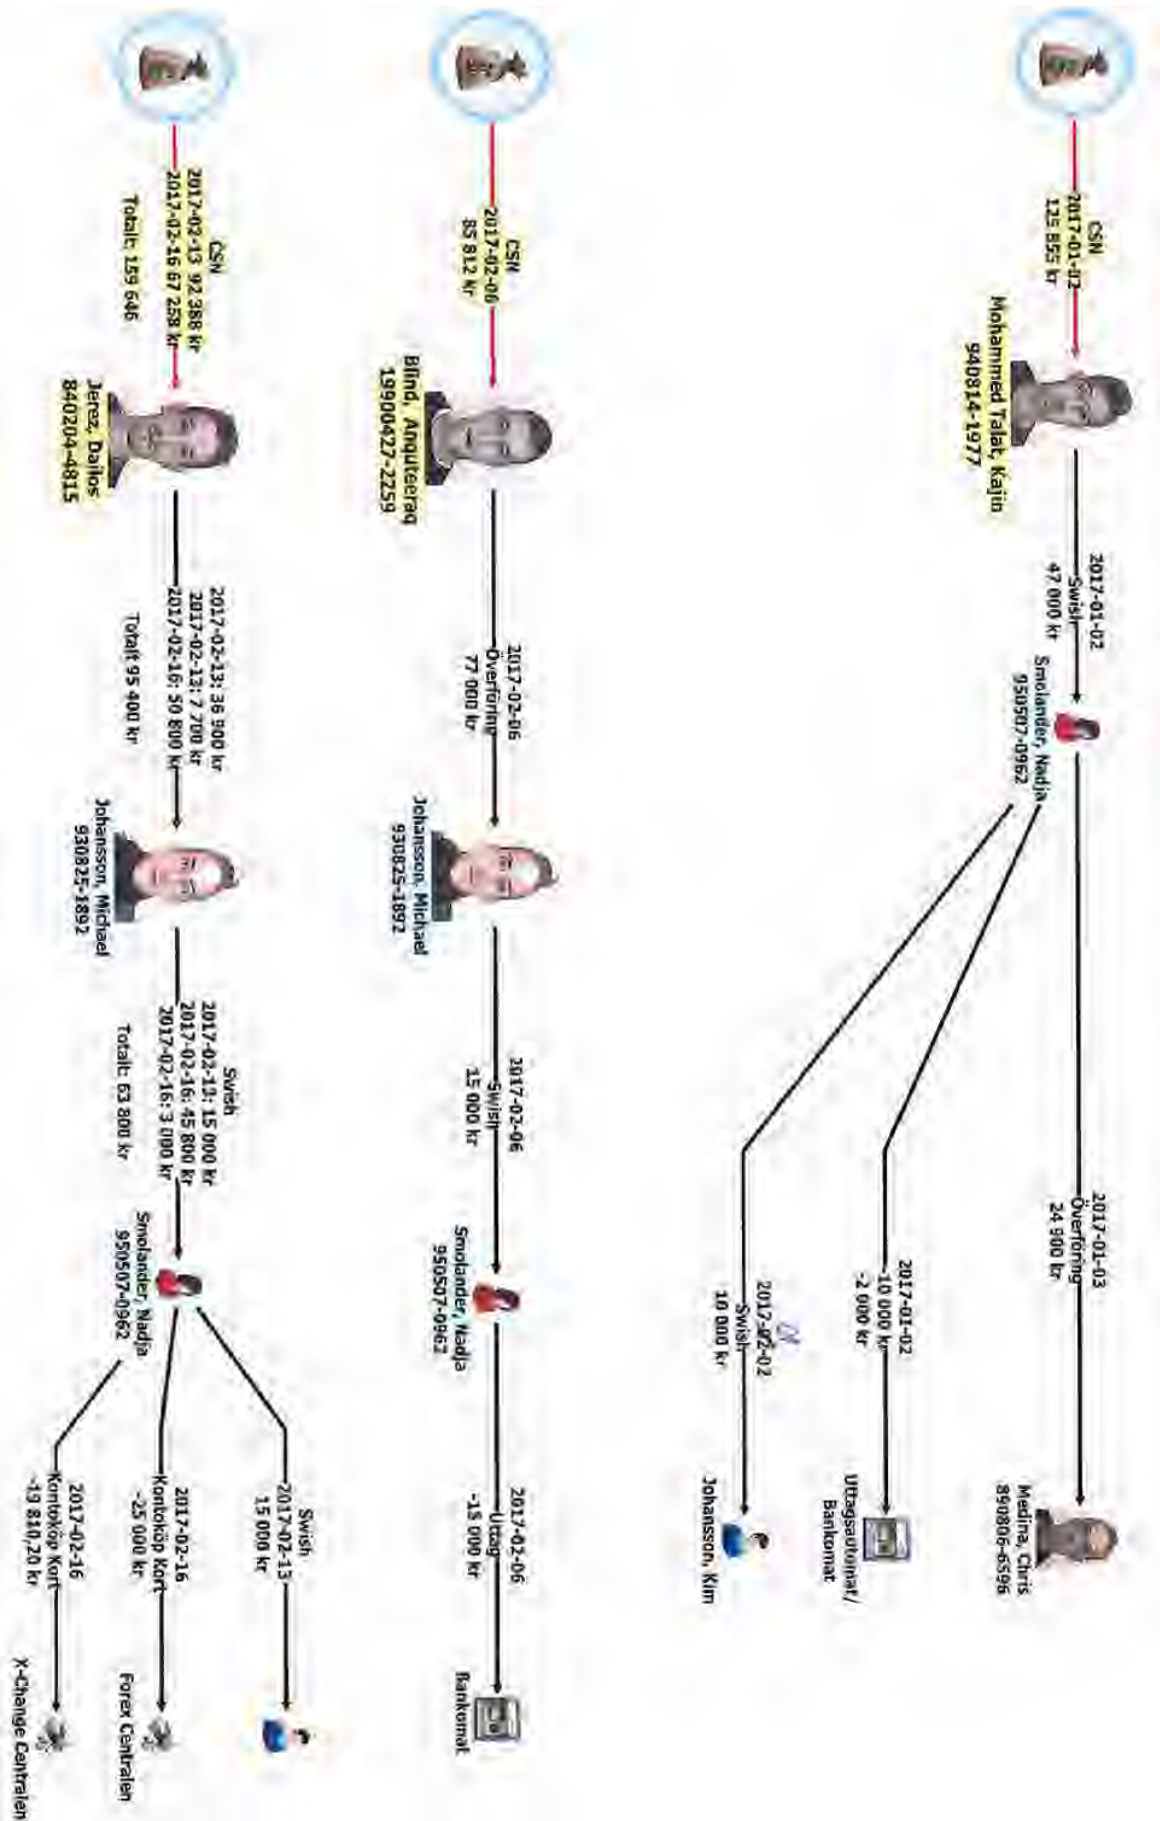 CSN
2017-01-02
125 855 kr
Mohammed Talat, Kajin
940814-1977
2017-01-02
Swish
47 000 kr
Smolander, Nadja
950507-0962
2017-01-03
Överföring
24 900 kr
Medina, Chris
890806-6596
2017-01-02
-10 000 kr
-2 000 kr
Uttagsautomat/
Bankomat
01
2017-02-02
Swish
10 000 kr
Johansson, Kim
CSN
2017-02-06
85 812 kr
Blind, Anguteeraq
19900427-2259
2017-02-06
Överföring
77 000 kr
Johansson, Michael
930825-1892
2017-02-06
Swish
15 000 kr
Smolander, Nadja
950507-0962
2017-02-06
Uttag
-15 000 kr
Bankomat
CSN
2017-02-13 92 388 kr
2017-02-16 67 258 kr
Totalt: 159 646
Jerez, Dailos
840204-4815
2017-02-13: 36 900 kr
2017-02-13: 7 700 kr
2017-02-16: 50 800 kr
Totalt 95 400 kr
Johansson, Michael
930825-1892
Swish
2017-02-13: 15 000 kr
2017-02-16: 45 800 kr
2017-02-16: 3 000 kr
Totalt: 63 800 kr
Smolander, Nadja
950507-0962
Swish
2017-02-13
15 000 kr
2017-02-16
Kontoköp Kort
-25 000 kr
Forex Centralen
2017-02-16
Kontoköp Kort
-19 810,20 kr
X-Change Centralen